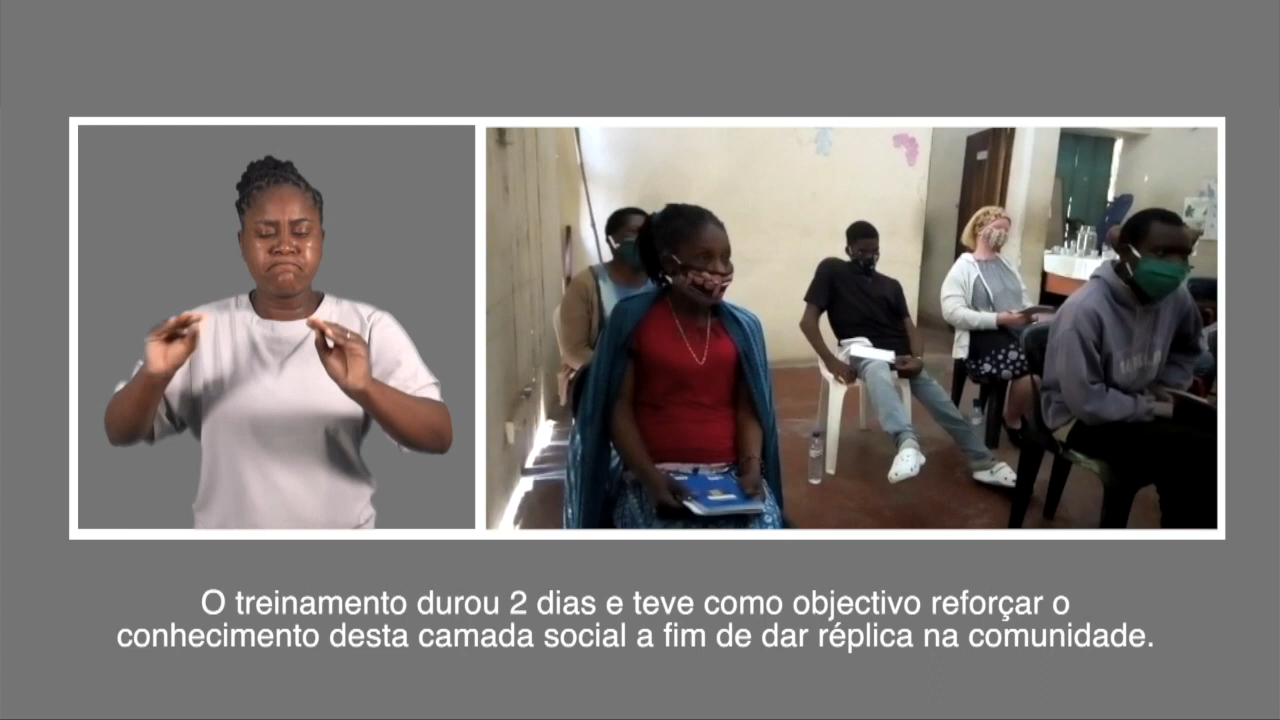 O treinamento durou 2 dias e teve como objectivo reforçar o
conhecimento desta camada social a fim de dar réplica na comunidade.